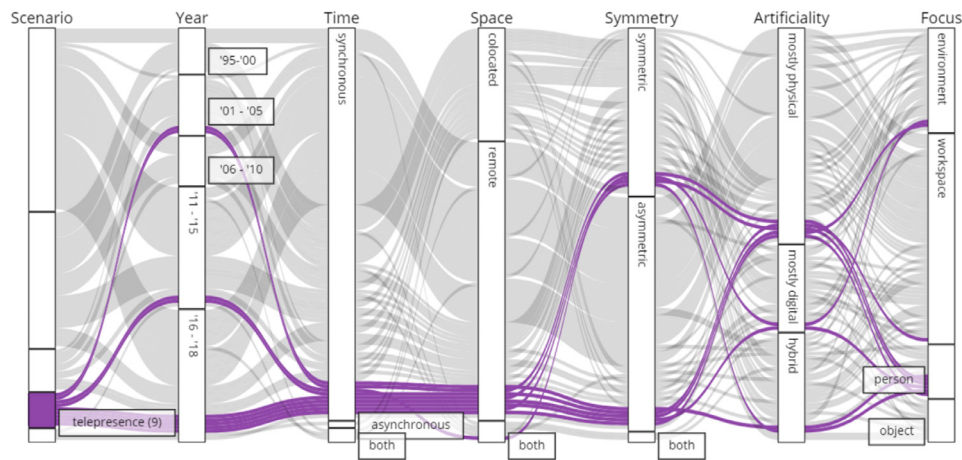 Scenario
Year
Time
Space
Symmetry
Artificiality
Focus
'95-'00
'01 - '05
'06 - '10
'11 - '15
'16 - '18
synchronous
asynchronous
both
colocated
remote
both
symmetric
asymmetric
both
mostly physical
mostly digital
hybrid
environment
workspace
person
object
telepresence (9)